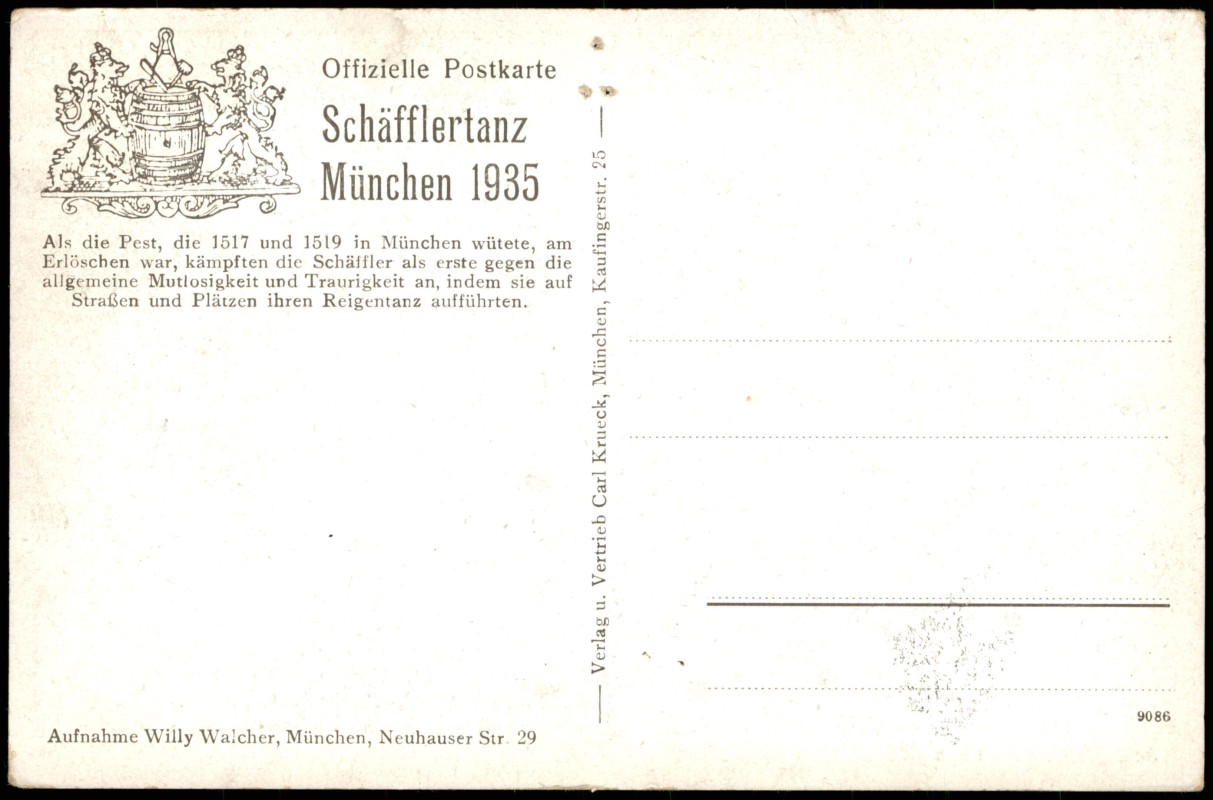 Offizielle Postkarte
Schäfflertanz
München 1935
Als die Pest, die 1517 und 1519 in München wütete, am
Erlöschen war, kämpften die Schäffler als erste gegen die
allgemeine Mutlosigkeit und Traurigkeit an, indem sie auf
Straßen und Plätzen ihren Reigentanz aufführten.
Aufnahme Willy Walcher, München, Neuhauser Str. 29
Verlag u. Vertrieb Carl Krueck, München, Kaufingerstr. 25
9086